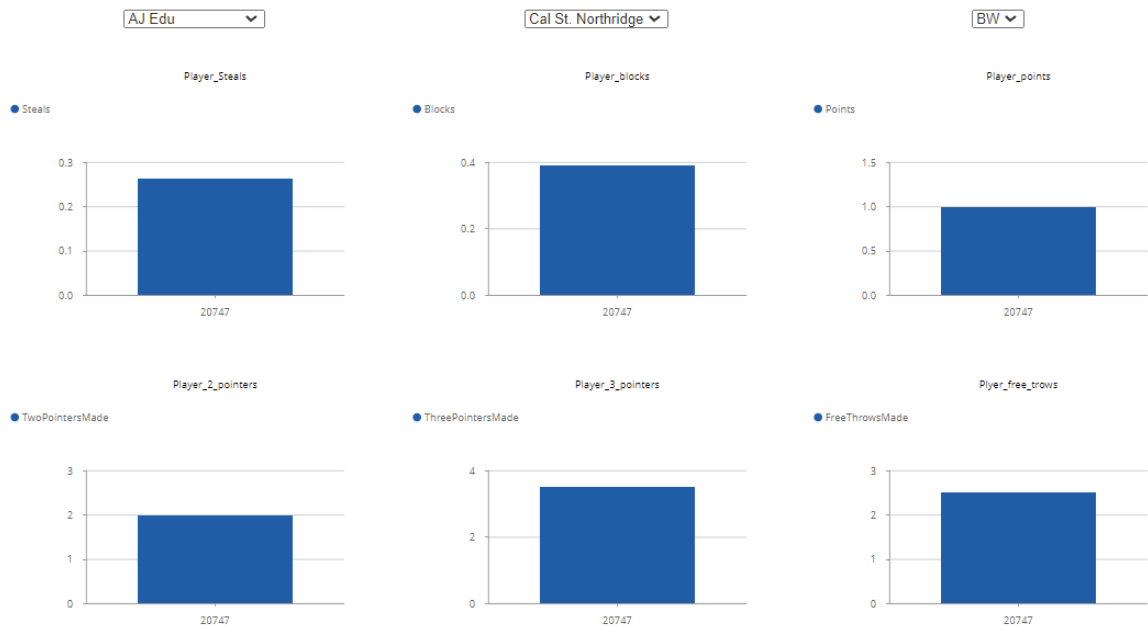 AJ Edu
Cal St. Northridge
BW
Player_Steals
Steals
0.3
0.2
0.1
0.0
20747
Player_blocks
Blocks
0.4
0.2
0.0
20747
Player_points
Points
1.5
1.0
0.5
0.0
20747
Player_2_pointers
TwoPointersMade
3
2
1
0
20747
Player_3_pointers
ThreePointersMade
4
2
0
20747
Plyer_free_trows
FreeThrowsMade
3
2
1
0
20747